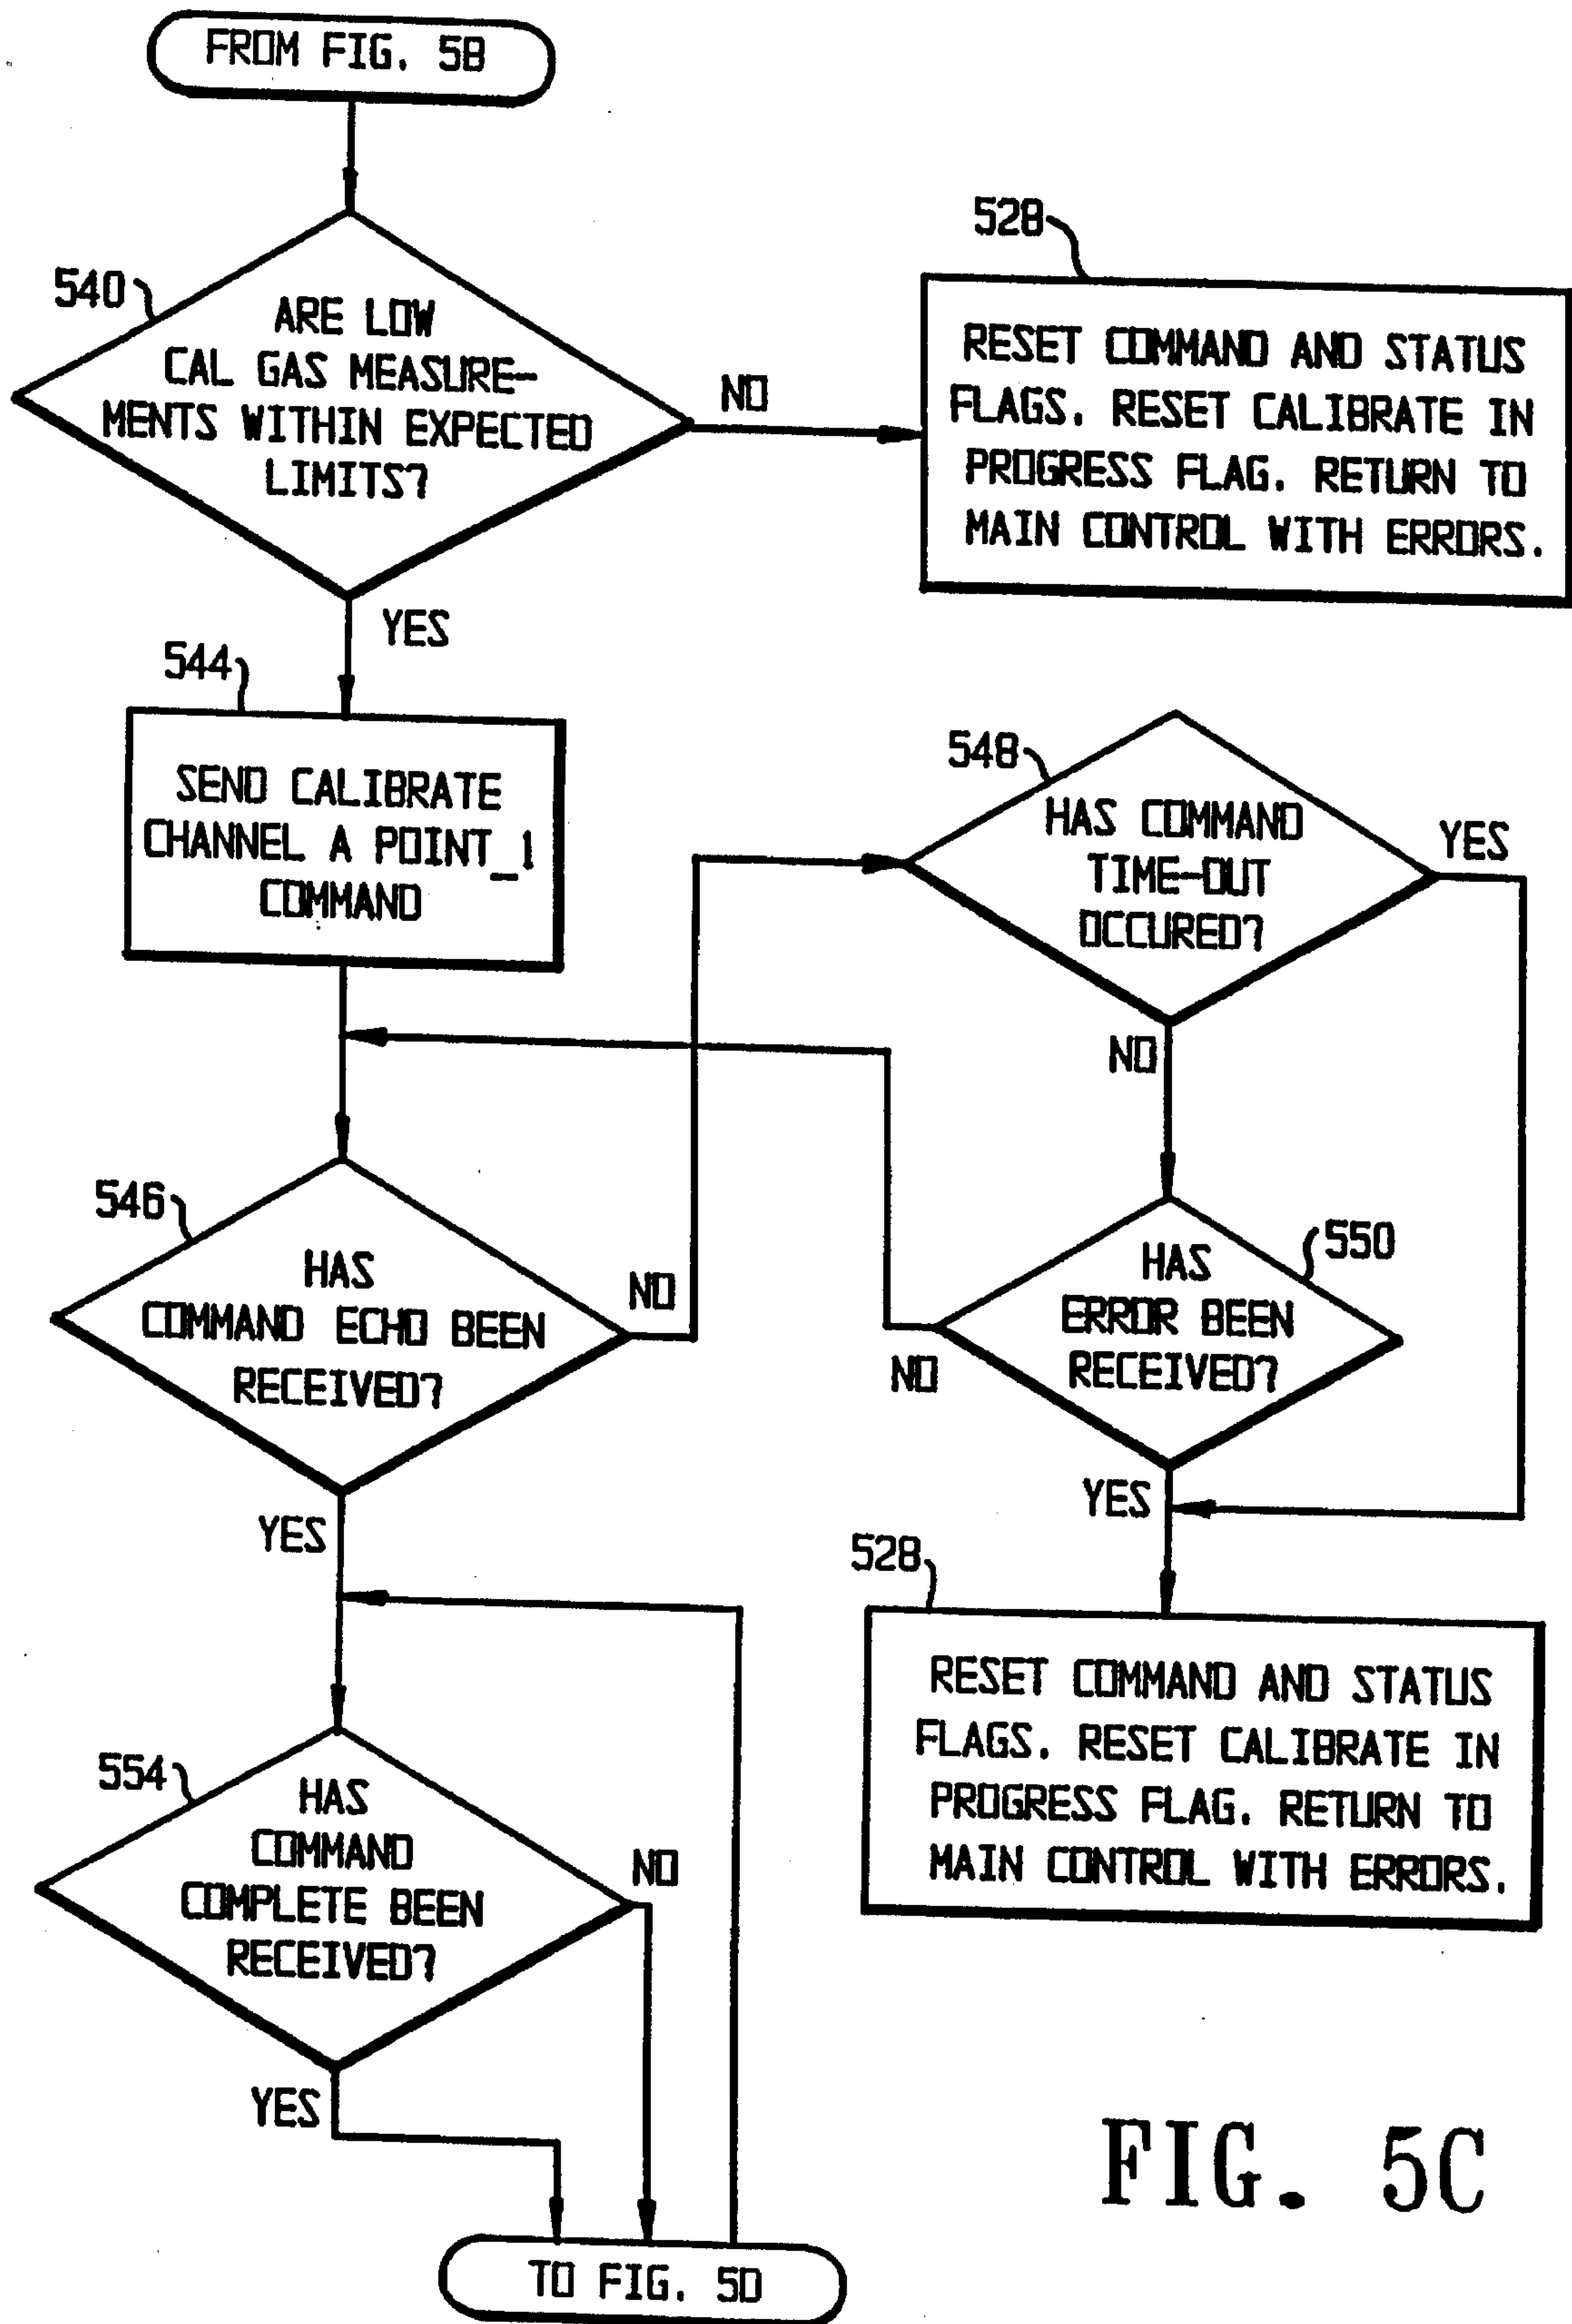 FROM FIG. 5B
540
ARE LOW
CAL GAS MEASURE-
MENTS WITHIN EXPECTED
LIMITS?
NO
YES
528
RESET COMMAND AND STATUS
FLAGS. RESET CALIBRATE IN
PROGRESS FLAG. RETURN TO
MAIN CONTROL WITH ERRORS.
544
SEND CALIBRATE
CHANNEL A POINT_1
COMMAND
548
HAS COMMAND
TIME-OUT
OCCURED?
YES
NO
546
HAS
COMMAND ECHO BEEN
RECEIVED?
NO
YES
550
HAS
ERROR BEEN
RECEIVED?
NO
YES
528
RESET COMMAND AND STATUS
FLAGS. RESET CALIBRATE IN
PROGRESS FLAG. RETURN TO
MAIN CONTROL WITH ERRORS.
554
HAS
COMMAND
COMPLETE BEEN
RECEIVED?
NO
YES
TO FIG. 5D
FIG. 5C